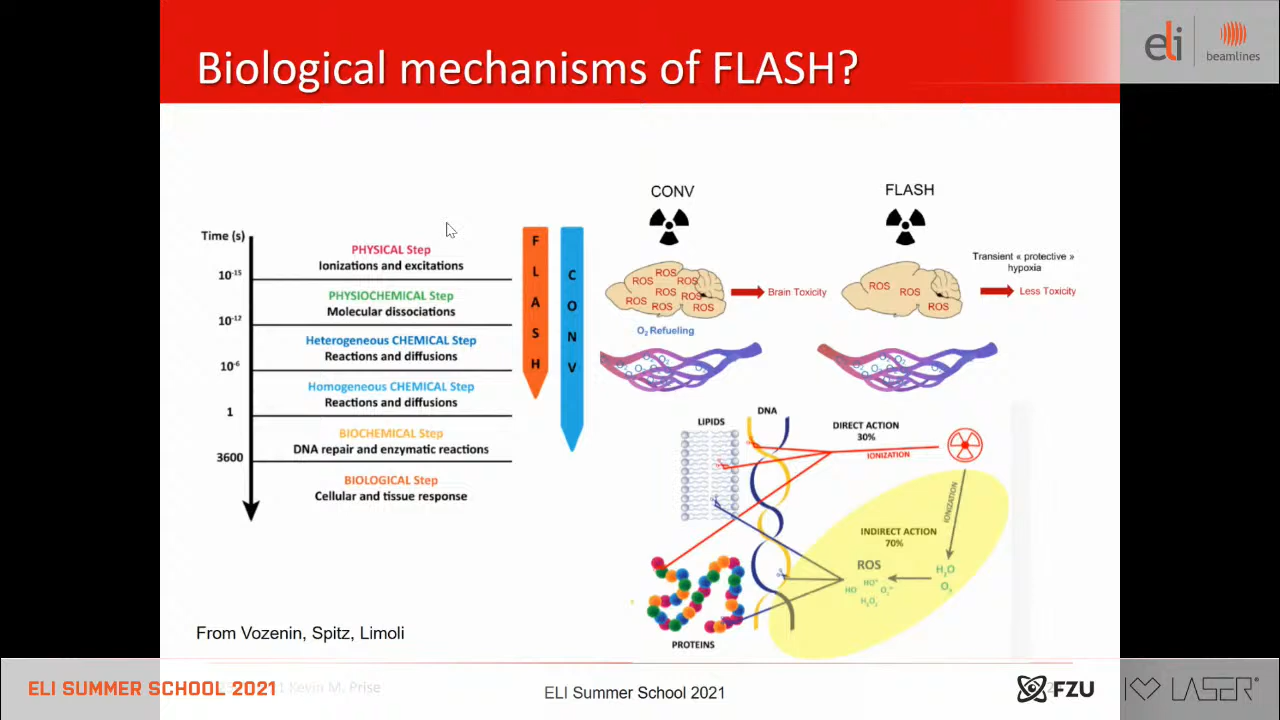 Biological mechanisms of FLASH?
eli
beamlines
Time (s)
10-15
10-12
10-6
1
3600
PHYSICAL Step
Ionizations and excitations
PHYSIOCHEMICAL Step
Molecular dissociations
Heterogeneous CHEMICAL Step
Reactions and diffusions
Homogeneous CHEMICAL Step
Reactions and diffusions
BIOCHEMICAL Step
DNA repair and enzymatic reactions
BIOLOGICAL Step
Cellular and tissue response
FLASH
CONV
CONV
ROS
ROS
ROS
ROS
ROS
ROS
ROS
ROS
Brain Toxicity
O2 Refueling
FLASH
Transient « protective »
hypoxia
ROS
ROS
ROS
Less Toxicity
LIPIDS
DNA
DIRECT ACTION
30%
IONIZATION
IONIZATION
INDIRECT ACTION
70%
ROS
H2O
HO
H2O2
PROTEINS
From Vozenin, Spitz, Limoli
ELI SUMMER SCHOOL 2021
Kevin M. Prise
ELI Summer School 2021
FZU
LASER